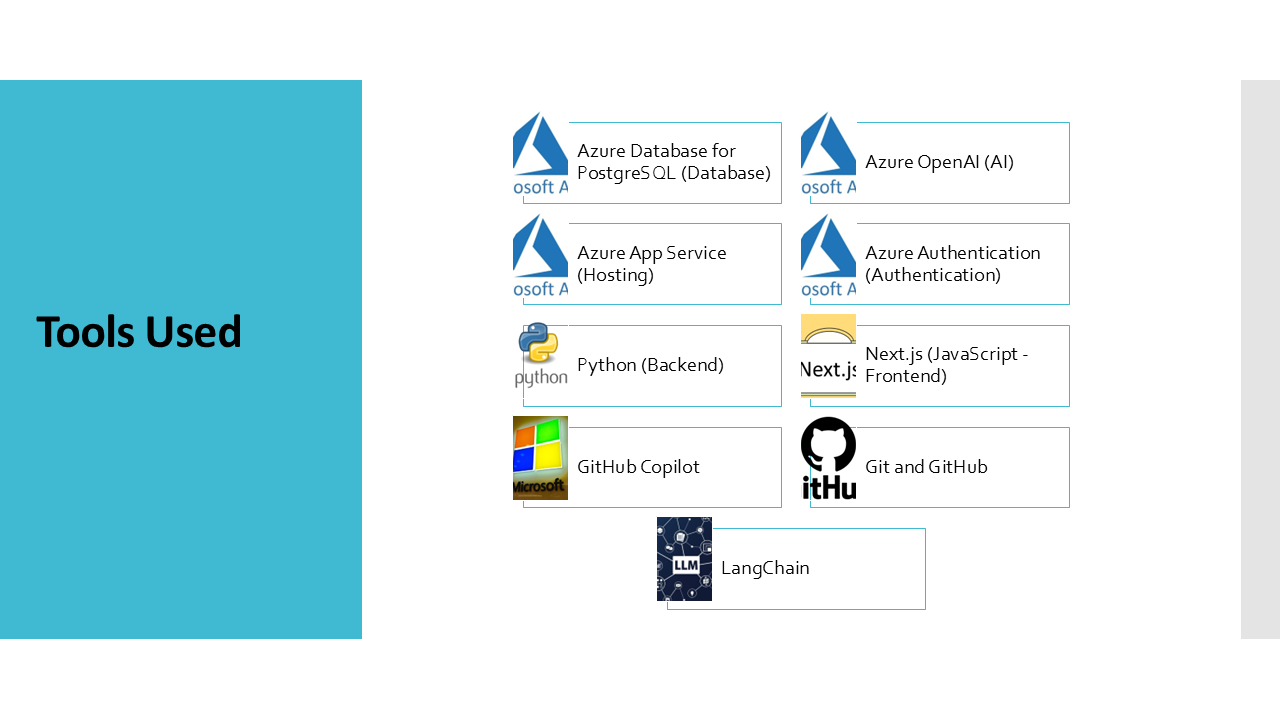 Tools Used
osoft A
Azure Database for
PostgreSQL (Database)
osoft A
Azure OpenAI (AI)
osoft A
Azure App Service
(Hosting)
osoft A
Azure Authentication
(Authentication)
python
Python (Backend)
Next.js
Next.js (JavaScript -
Frontend)
Microsoft
GitHub Copilot
itHu
Git and GitHub
LLM
LangChain